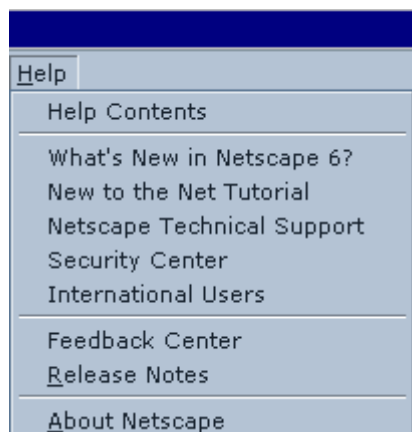 Help
Help Contents
What's New in Netscape 6?
New to the Net Tutorial
Netscape Technical Support
Security Center
International Users
Feedback Center
Release Notes
About Netscape